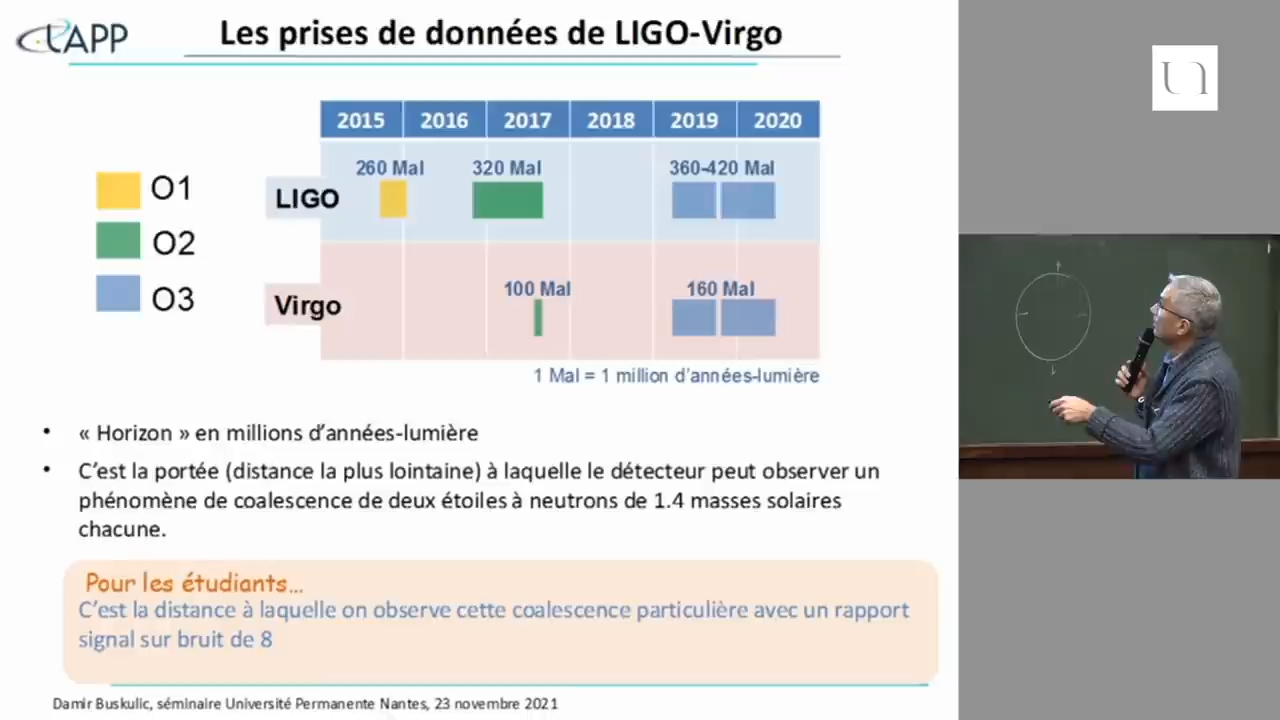 LAPP
Les prises de données de LIGO-Virgo
2015 2016 2017 2018 2019 2020
260 Mal 320 Mal 360-420 Mal
O1
LIGO
O2
100 Mal 160 Mal
O3
Virgo
1 Mal = 1 million d’années-lumière
• « Horizon » en millions d’années-lumière
• C’est la portée (distance la plus lointaine) à laquelle le détecteur peut observer un
phénomène de coalescence de deux étoiles à neutrons de 1.4 masses solaires
chacune.
Pour les étudiants...
C’est la distance à laquelle on observe cette coalescence particulière avec un rapport
signal sur bruit de 8
Damir Buskulic, séminaire Université Permanente Nantes, 23 novembre 2021